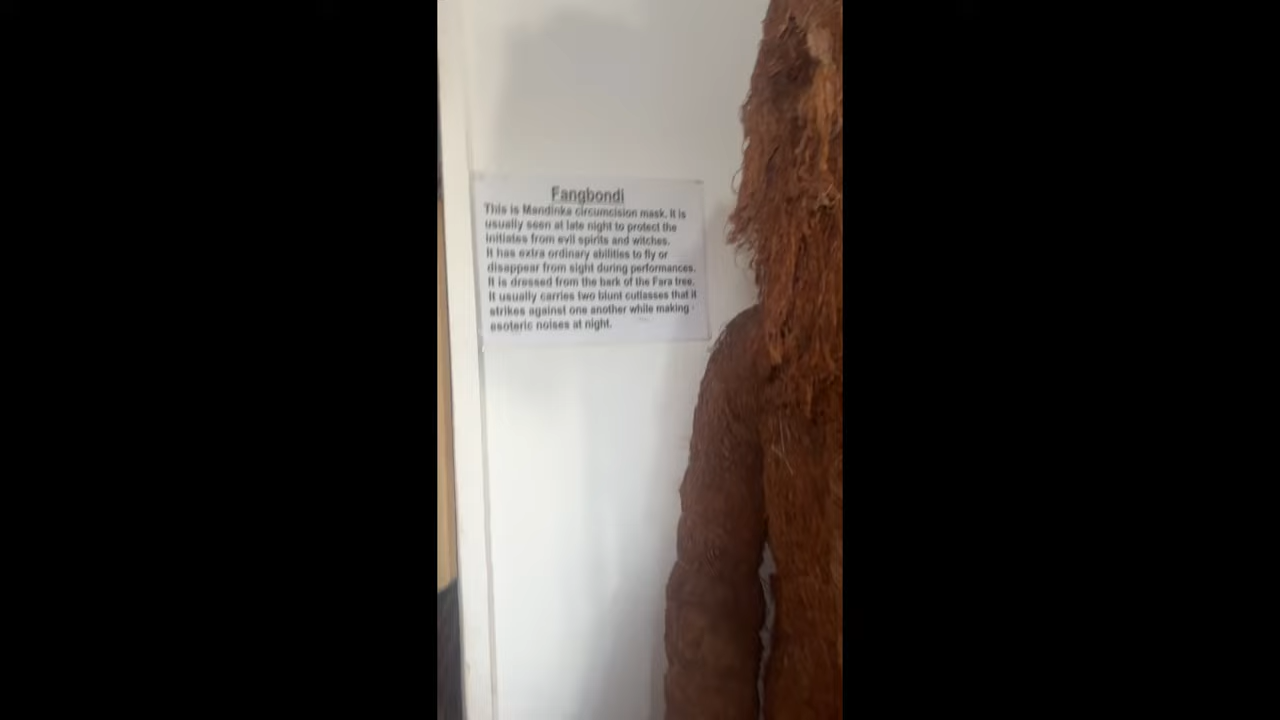 Fangbondi
This is Mandinka circumcision mask. It is
usually seen at late night to protect the
initiates from evil spirits and witches.
It has extra ordinary abilities to fly or
disappear from sight during performances.
It is dressed from the bark of the Fara tree.
It usually carries two blunt cutlasses that it
strikes against one another while making
esoteric noises at night.